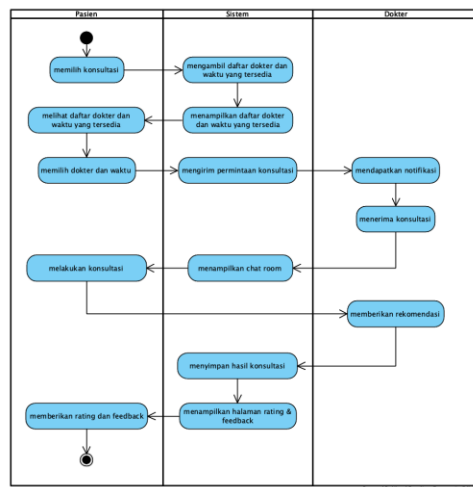 Pasien
Sistem
Dokter
memilih konsultasi
mengambil daftar dokter dan
waktu yang tersedia
melihat daftar dokter dan
waktu yang tersedia
menampilkan daftar dokter
dan waktu yang tersedia
memilih dokter dan waktu
mengirim permintaan konsultasi
mendapatkan notifikasi
menerima konsultasi
melakukan konsultasi
menampilkan chat room
memberikan rekomendasi
menyimpan hasil konsultasi
memberikan rating dan feedback
menampilkan halaman rating &
feedback